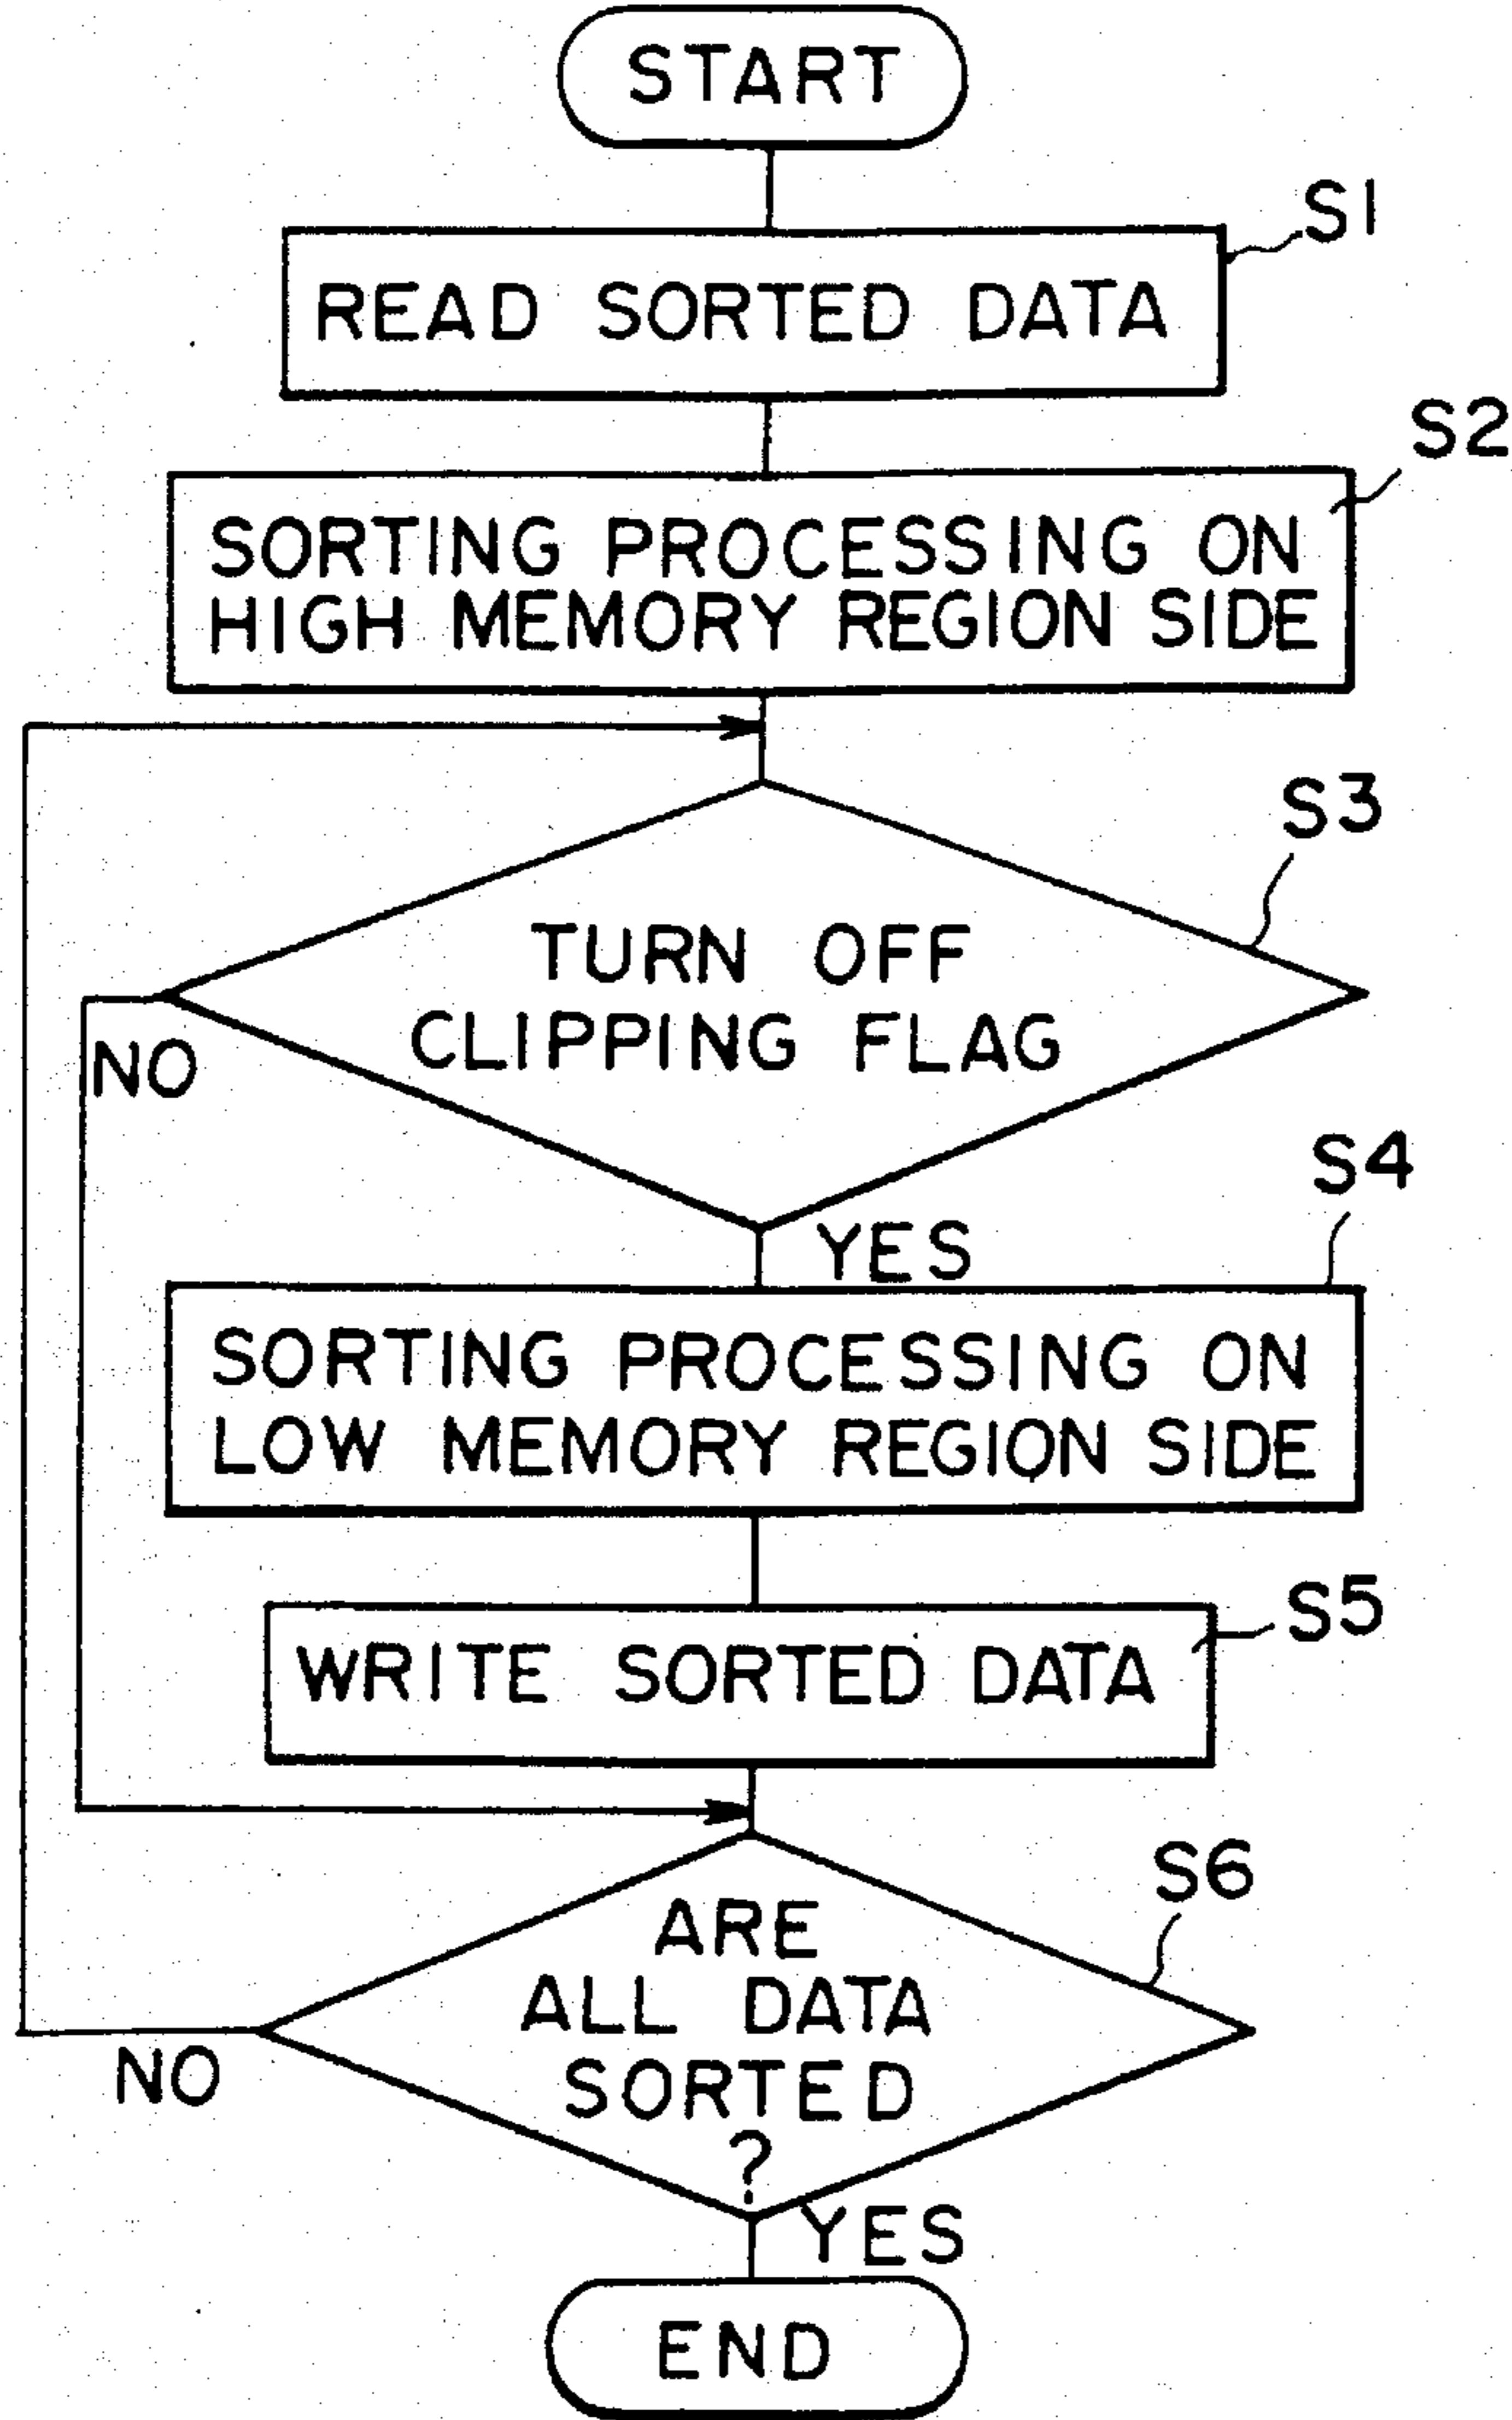 START
S1
READ SORTED DATA
S2
SORTING PROCESSING ON
HIGH MEMORY REGION SIDE
S3
TURN OFF
CLIPPING FLAG
NO
YES
S4
SORTING PROCESSING ON
LOW MEMORY REGION SIDE
S5
WRITE SORTED DATA
S6
ARE
ALL DATA
SORTED
?
NO
YES
END